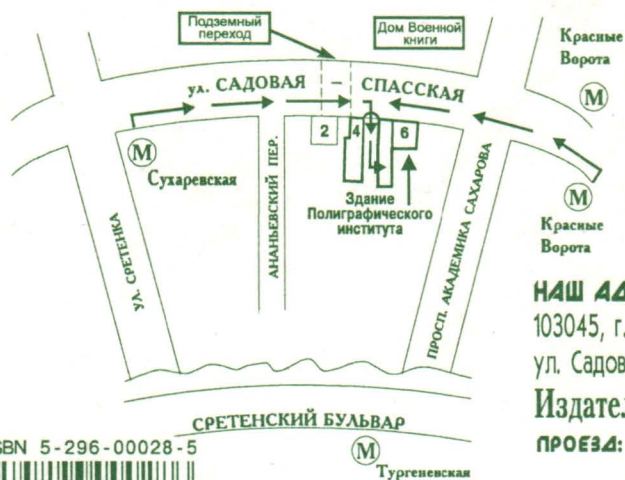 Подземный
переход
Дом Военной
книги
Красные
Ворота
М
ул. САДОВАЯ – СПАССКАЯ
2
4
6
М
Сухаревская
АНАНЬЕВСКИЙ ПЕР.
УЛ. СРЕТЕНКА
ПРОСП. АКАДЕМИКА САХАРОВА
Здание
Полиграфического
института
М
Красные
Ворота
НАШ АД
103045, г.
ул. Садов
Издател
ПРОЕЗД:
СРЕТЕНСКИЙ БУЛЬВАР
М
Тургеневская
SBN 5-296-00028-5